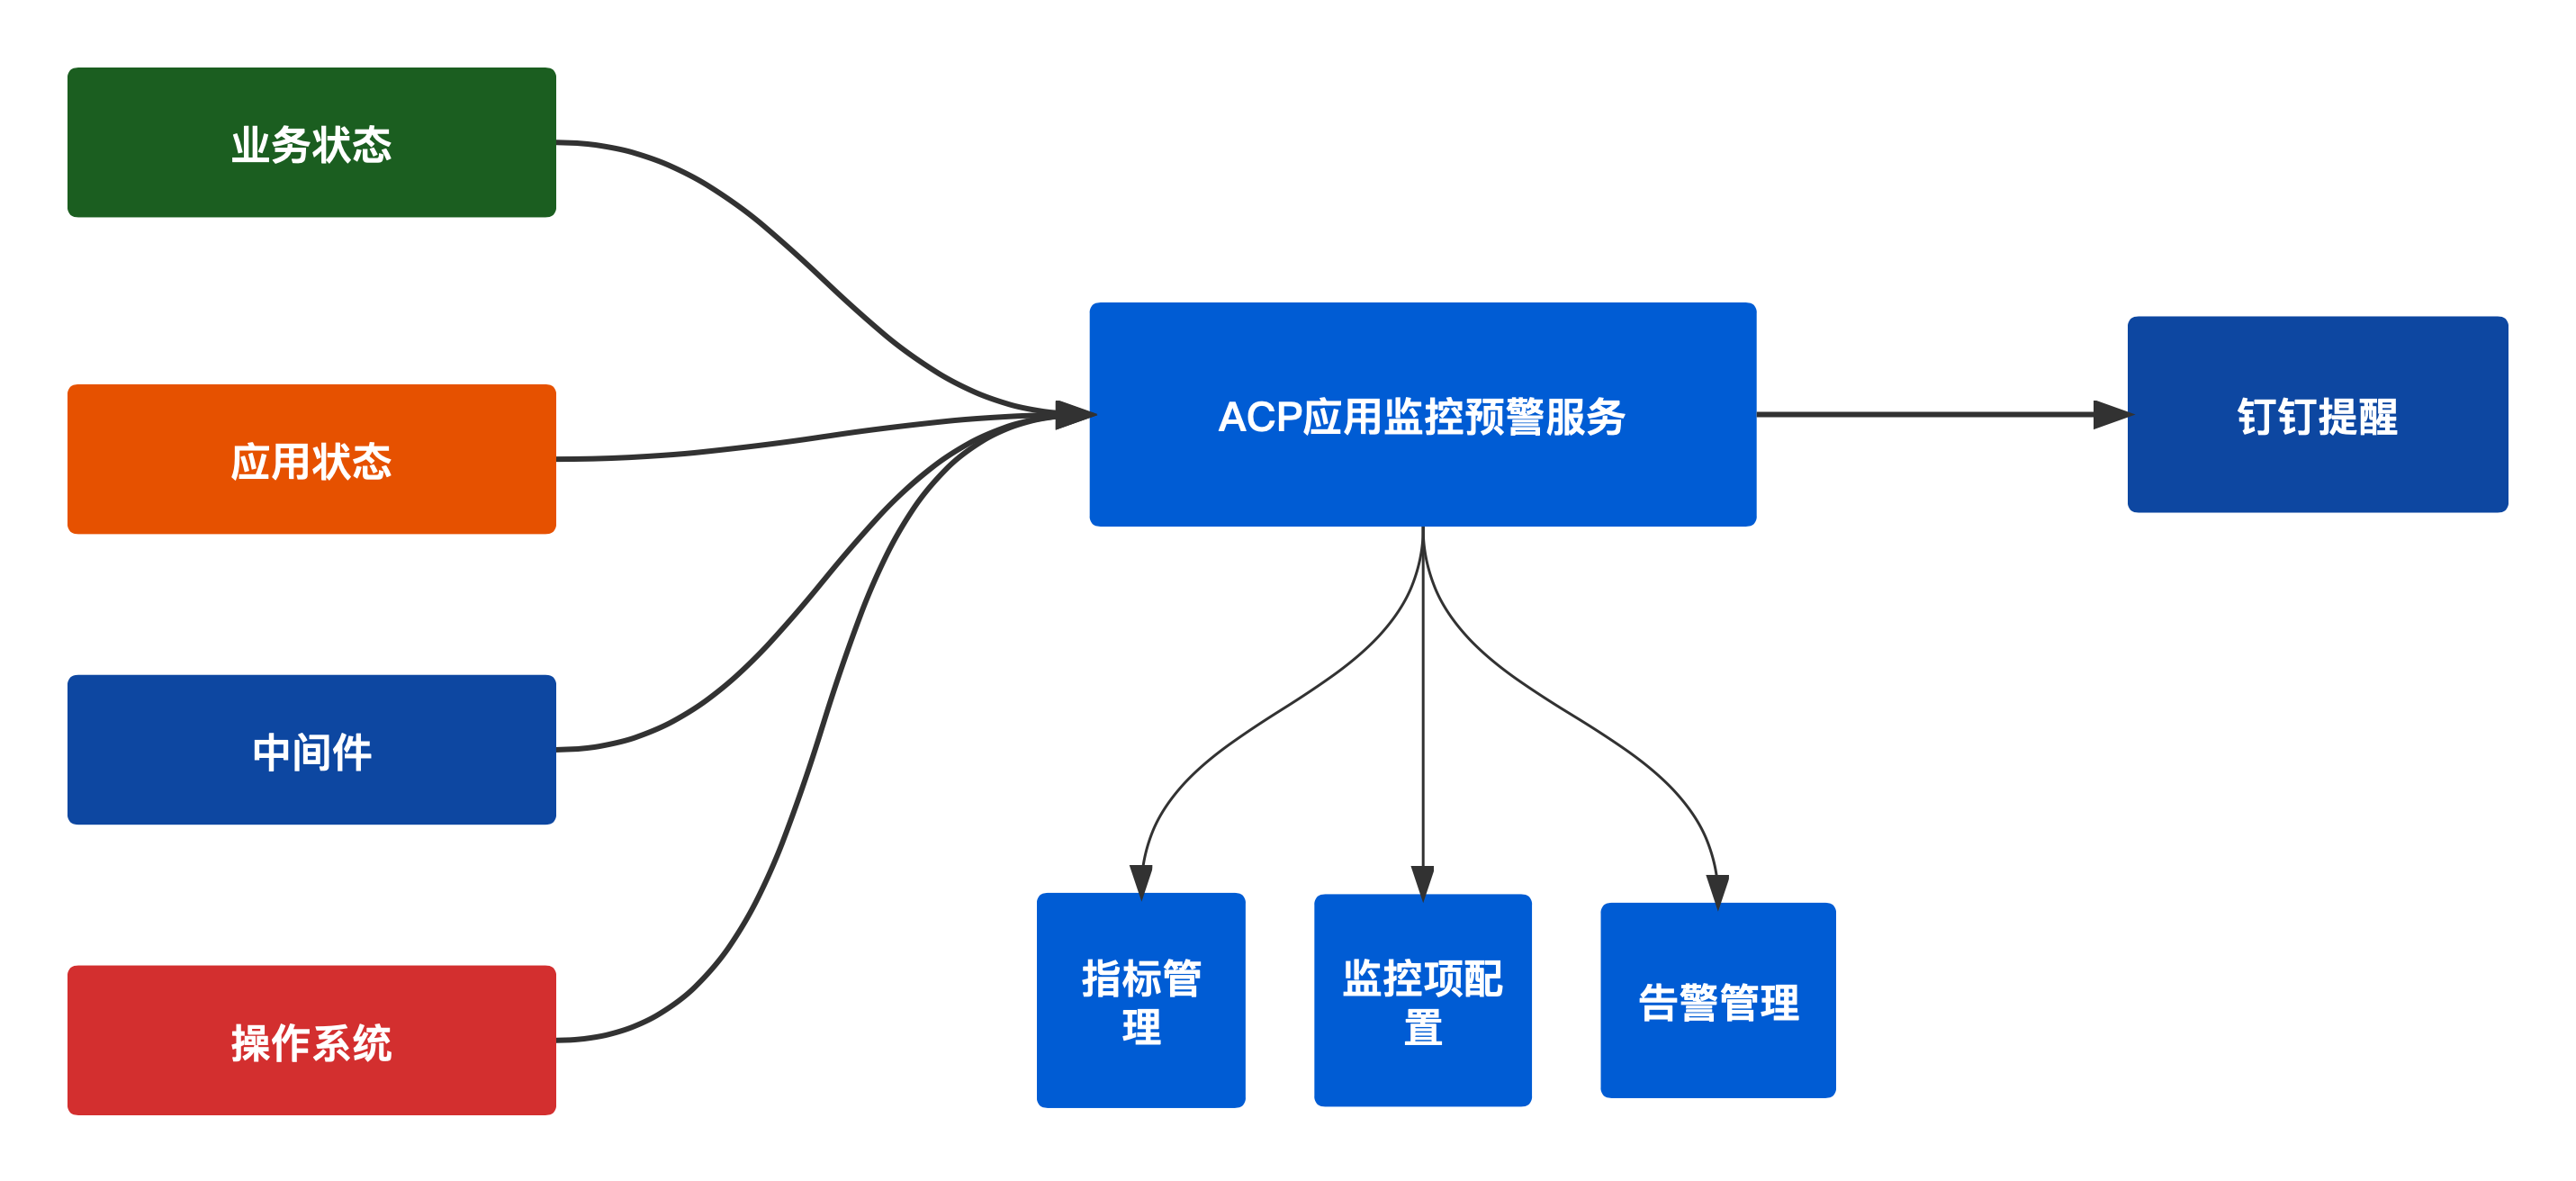 业务状态
应用状态
中间件
操作系统
ACP应用监控预警服务
钉钉提醒
指标管
理
监控项配
置
告警管理